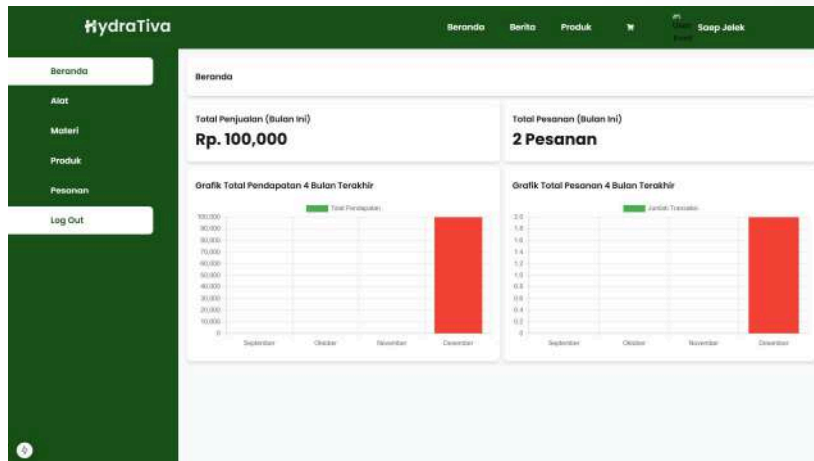 HydraTiva
Beranda Berita Produk Saep Jelek
Beranda
Alat
Materi
Produk
Pesanan
Log Out
Beranda
Total Penjualan (Bulan Ini)
Rp. 100,000
Total Pesanan (Bulan Ini)
2 Pesanan
Grafik Total Pendapatan 4 Bulan Terakhir
Total Pendapatan
100,000
90,000
80,000
70,000
60,000
50,000
40,000
30,000
20,000
10,000
0
September Oktober November Desember
Grafik Total Pesanan 4 Bulan Terakhir
Jumlah Transaksi
2.0
1.8
1.6
1.4
1.2
1.0
0.8
0.6
0.4
0.2
0
September Oktober November Desember